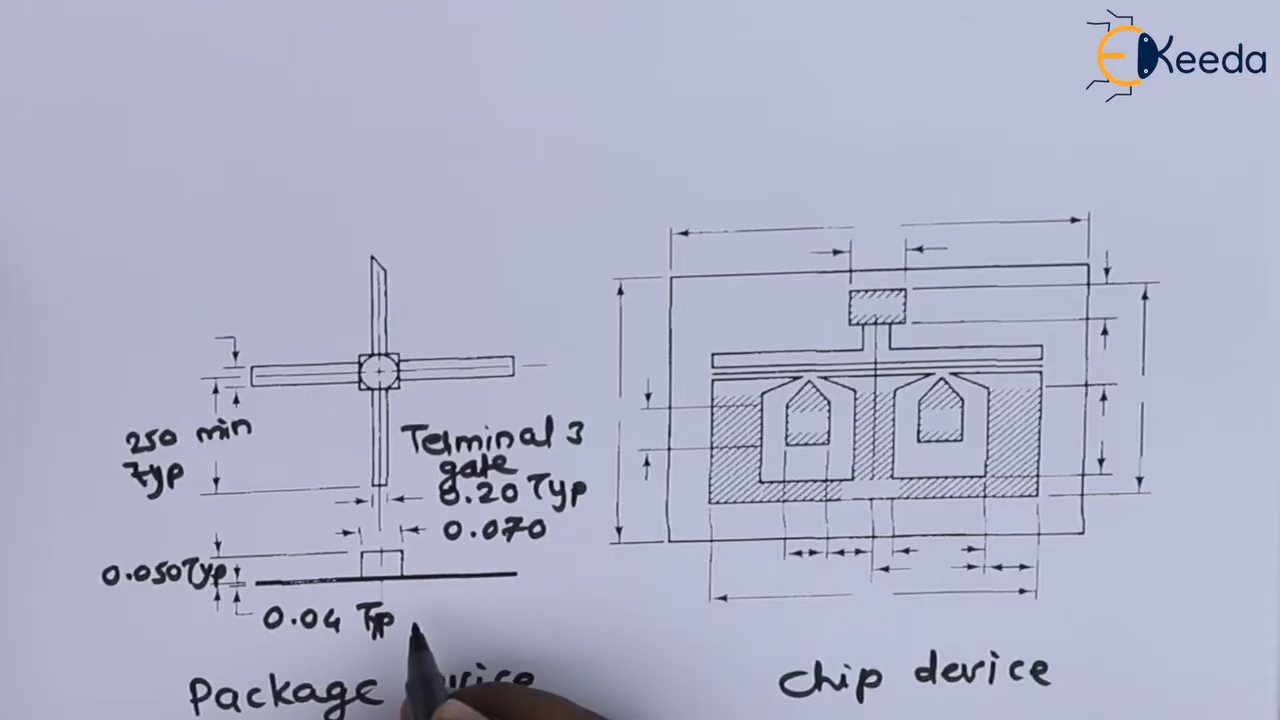 EKeeda
250 min
Typ
Terminal 3
gate
0.20 Typ
0.070
0.050 Typ
0.04 Typ
Package
chip device